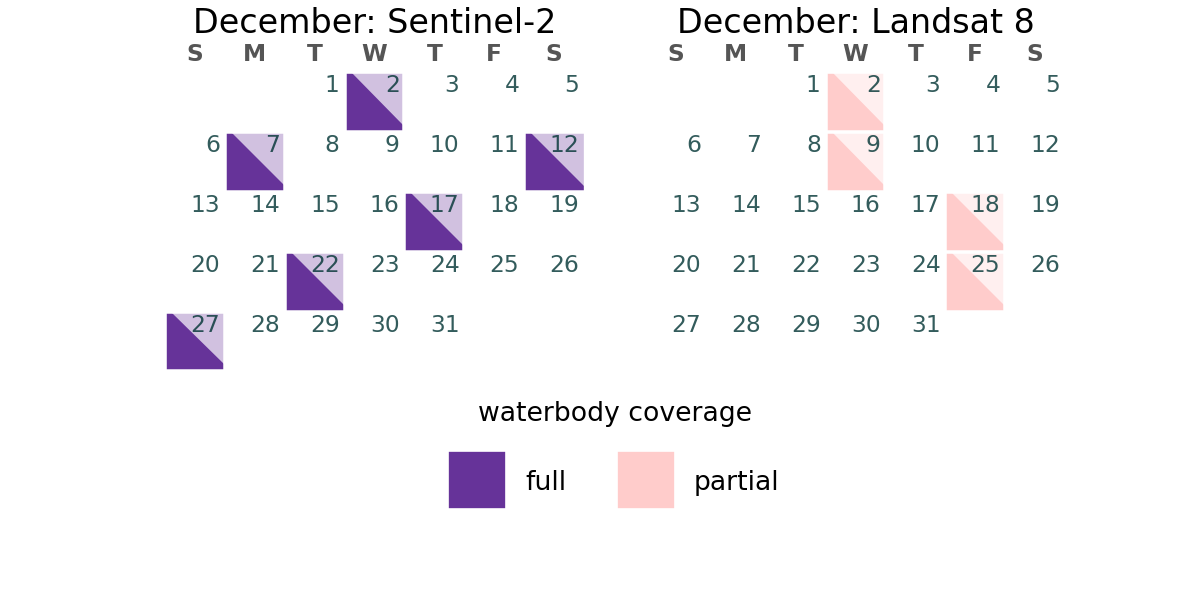 December: Sentinel-2
S M T W T F S
1 2 3 4 5
6 7 8 9 10 11 12
13 14 15 16 17 18 19
20 21 22 23 24 25 26
27 28 29 30 31
December: Landsat 8
S M T W T F S
1 2 3 4 5
6 7 8 9 10 11 12
13 14 15 16 17 18 19
20 21 22 23 24 25 26
27 28 29 30 31
waterbody coverage
full
partial